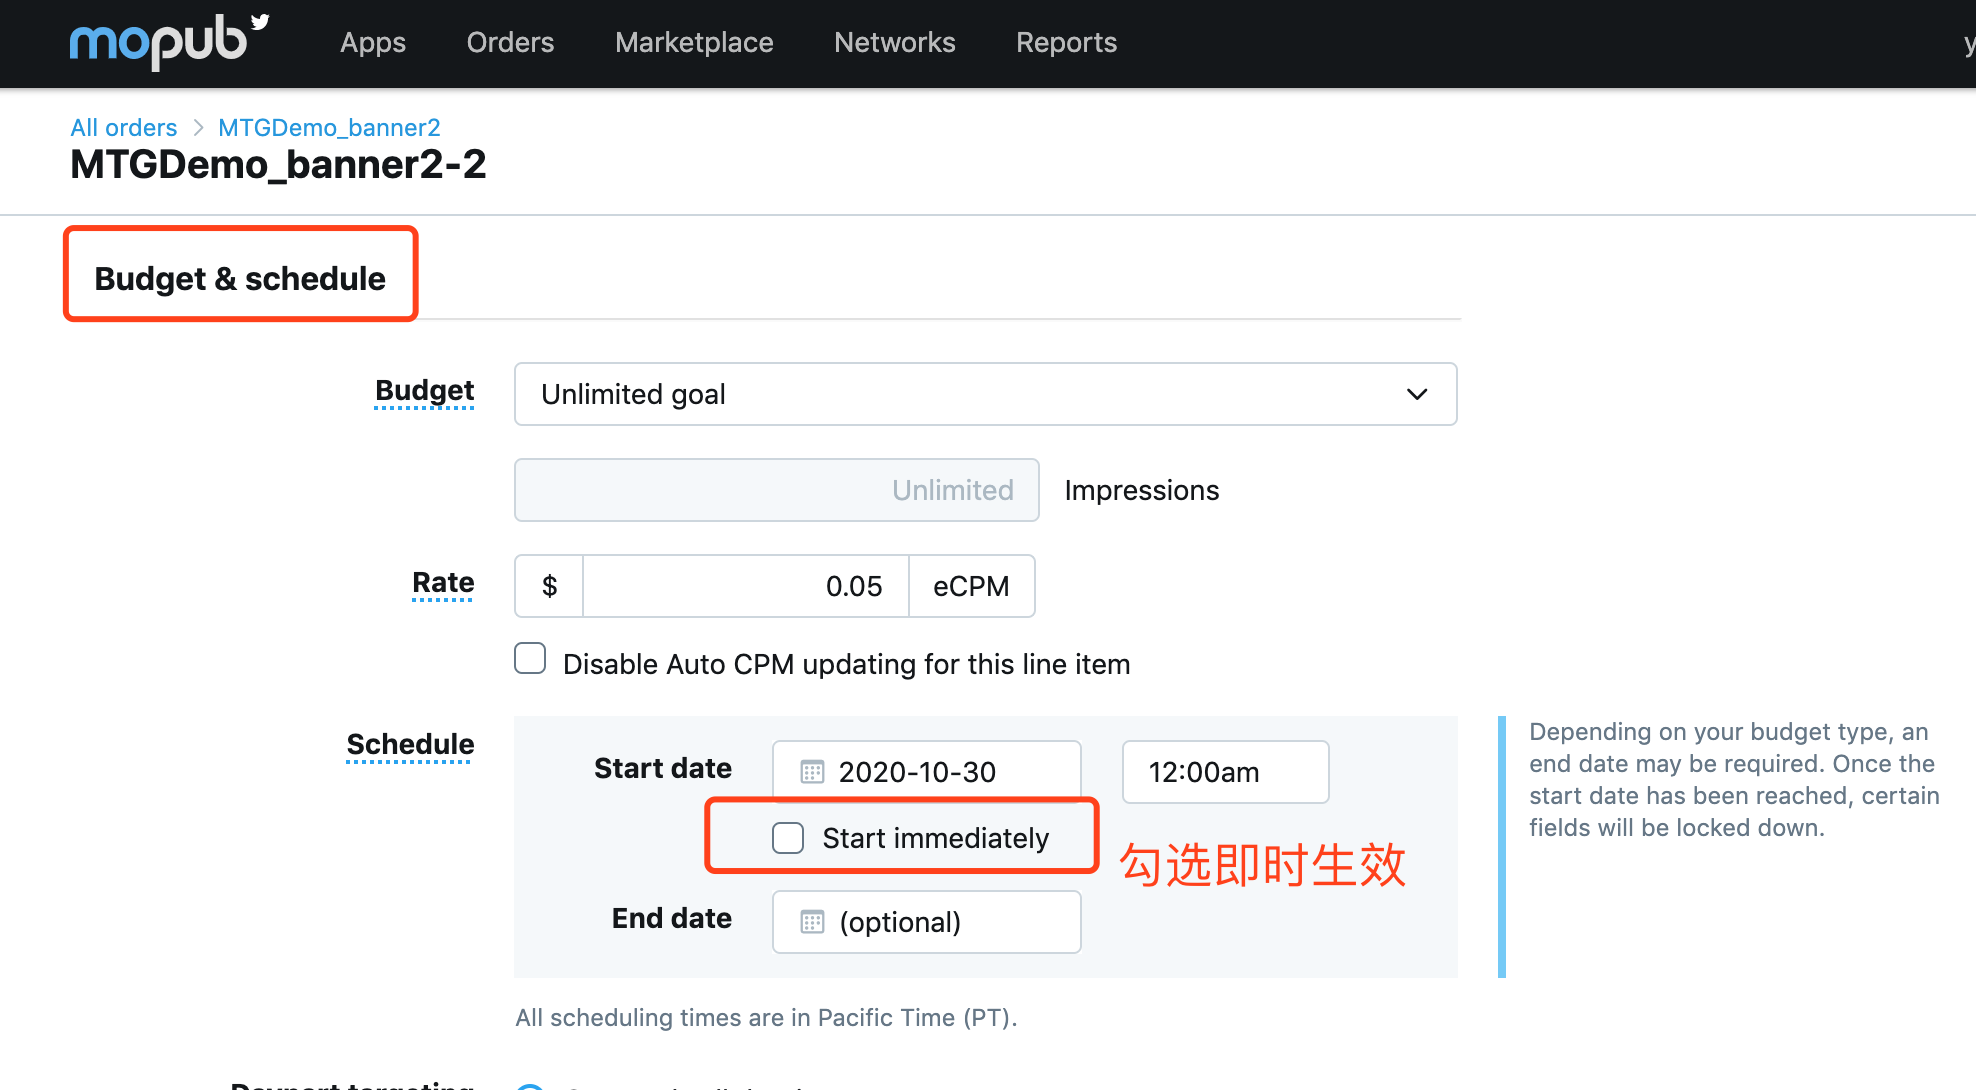 mopub Apps Orders Marketplace Networks Reports
All orders > MTGDemo_banner2
MTGDemo_banner2-2
Budget & schedule
Budget Unlimited goal
Unlimited Impressions
Rate $ 0.05 eCPM
Disable Auto CPM updating for this line item
Schedule
Start date 2020-10-30 12:00am
Start immediately
勾选即时生效
End date (optional)
Depending on your budget type, an
end date may be required. Once the
start date has been reached, certain
fields will be locked down.
All scheduling times are in Pacific Time (PT).